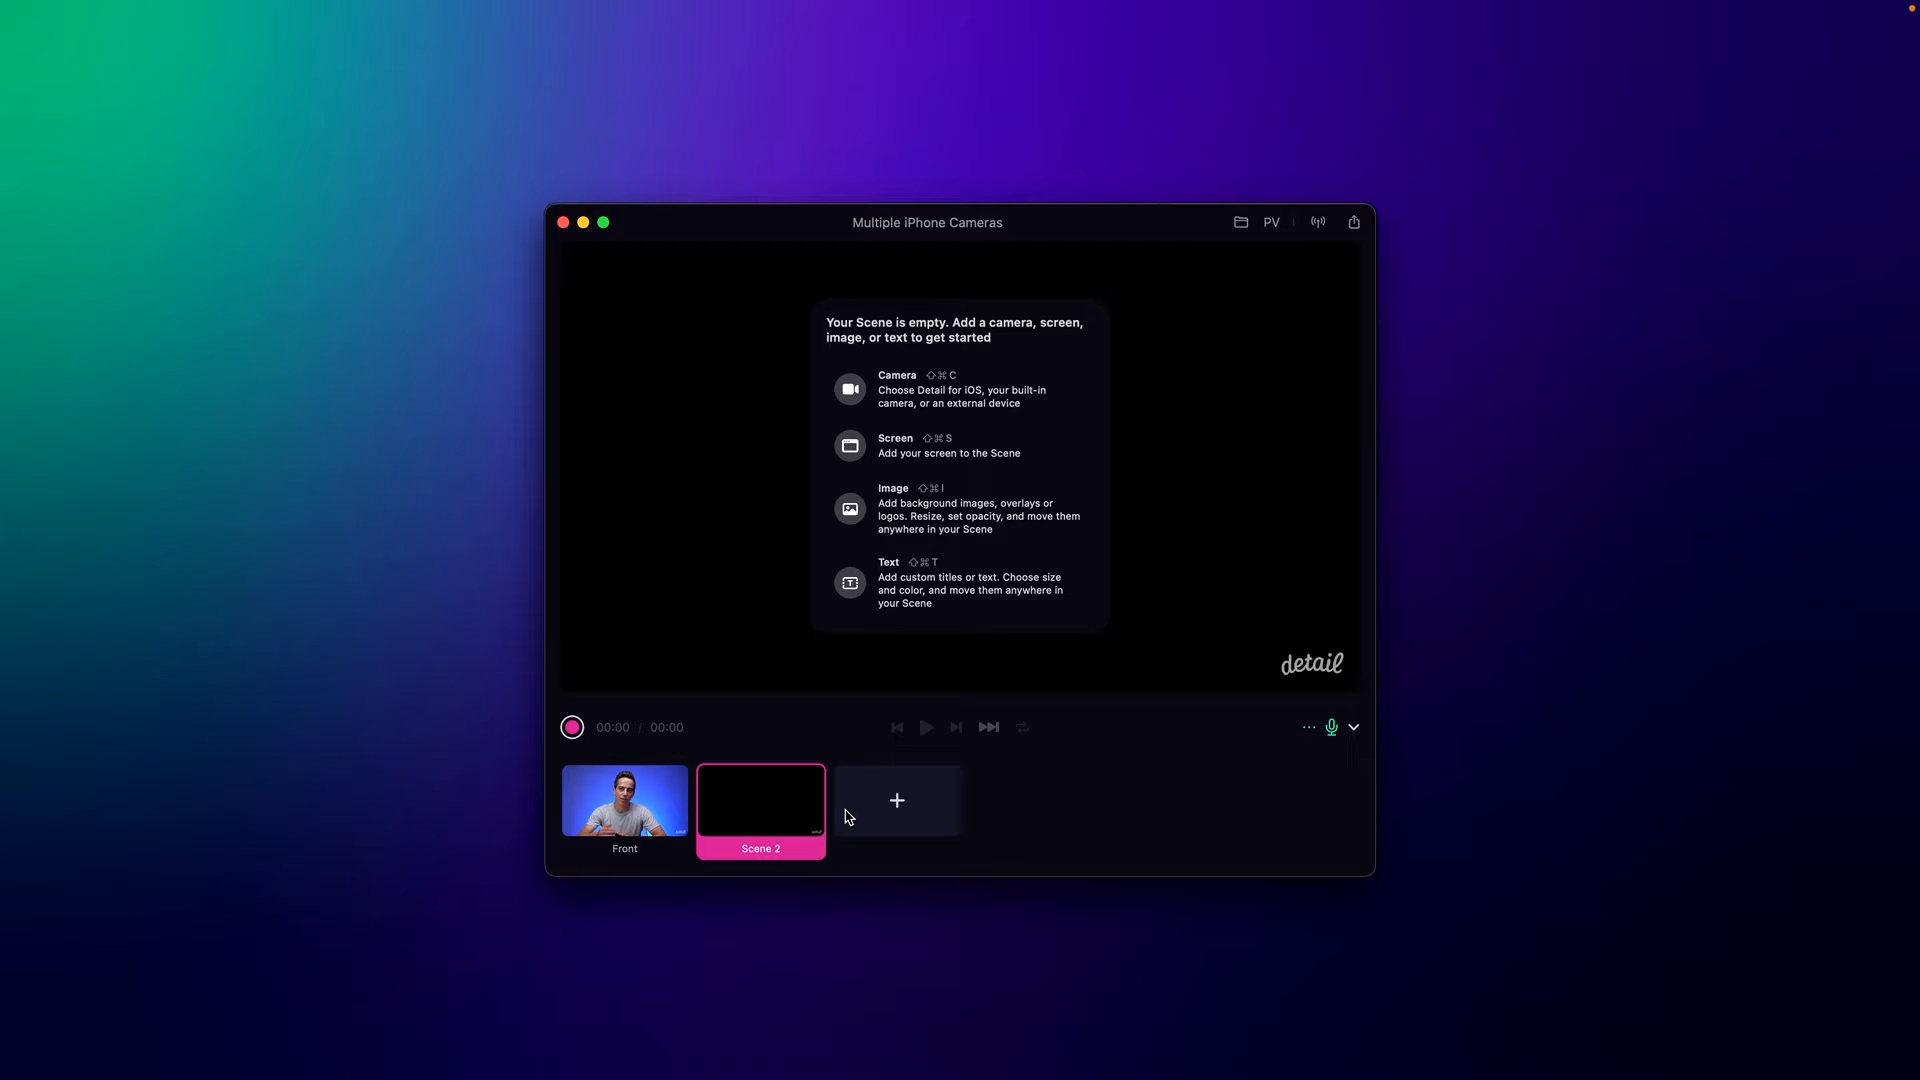 Multiple iPhone Cameras
PV
Your Scene is empty. Add a camera, screen,
image, or text to get started
Camera ⇧⌘C
Choose Detail for iOS, your built-in
camera, or an external device
Screen ⇧⌘S
Add your screen to the Scene
Image ⇧⌘I
Add background images, overlays or
logos. Resize, set opacity, and move them
anywhere in your Scene
Text ⇧⌘T
Add custom titles or text. Choose size
and color, and move them anywhere in
your Scene
detail
00:00 / 00:00
Front
Scene 2